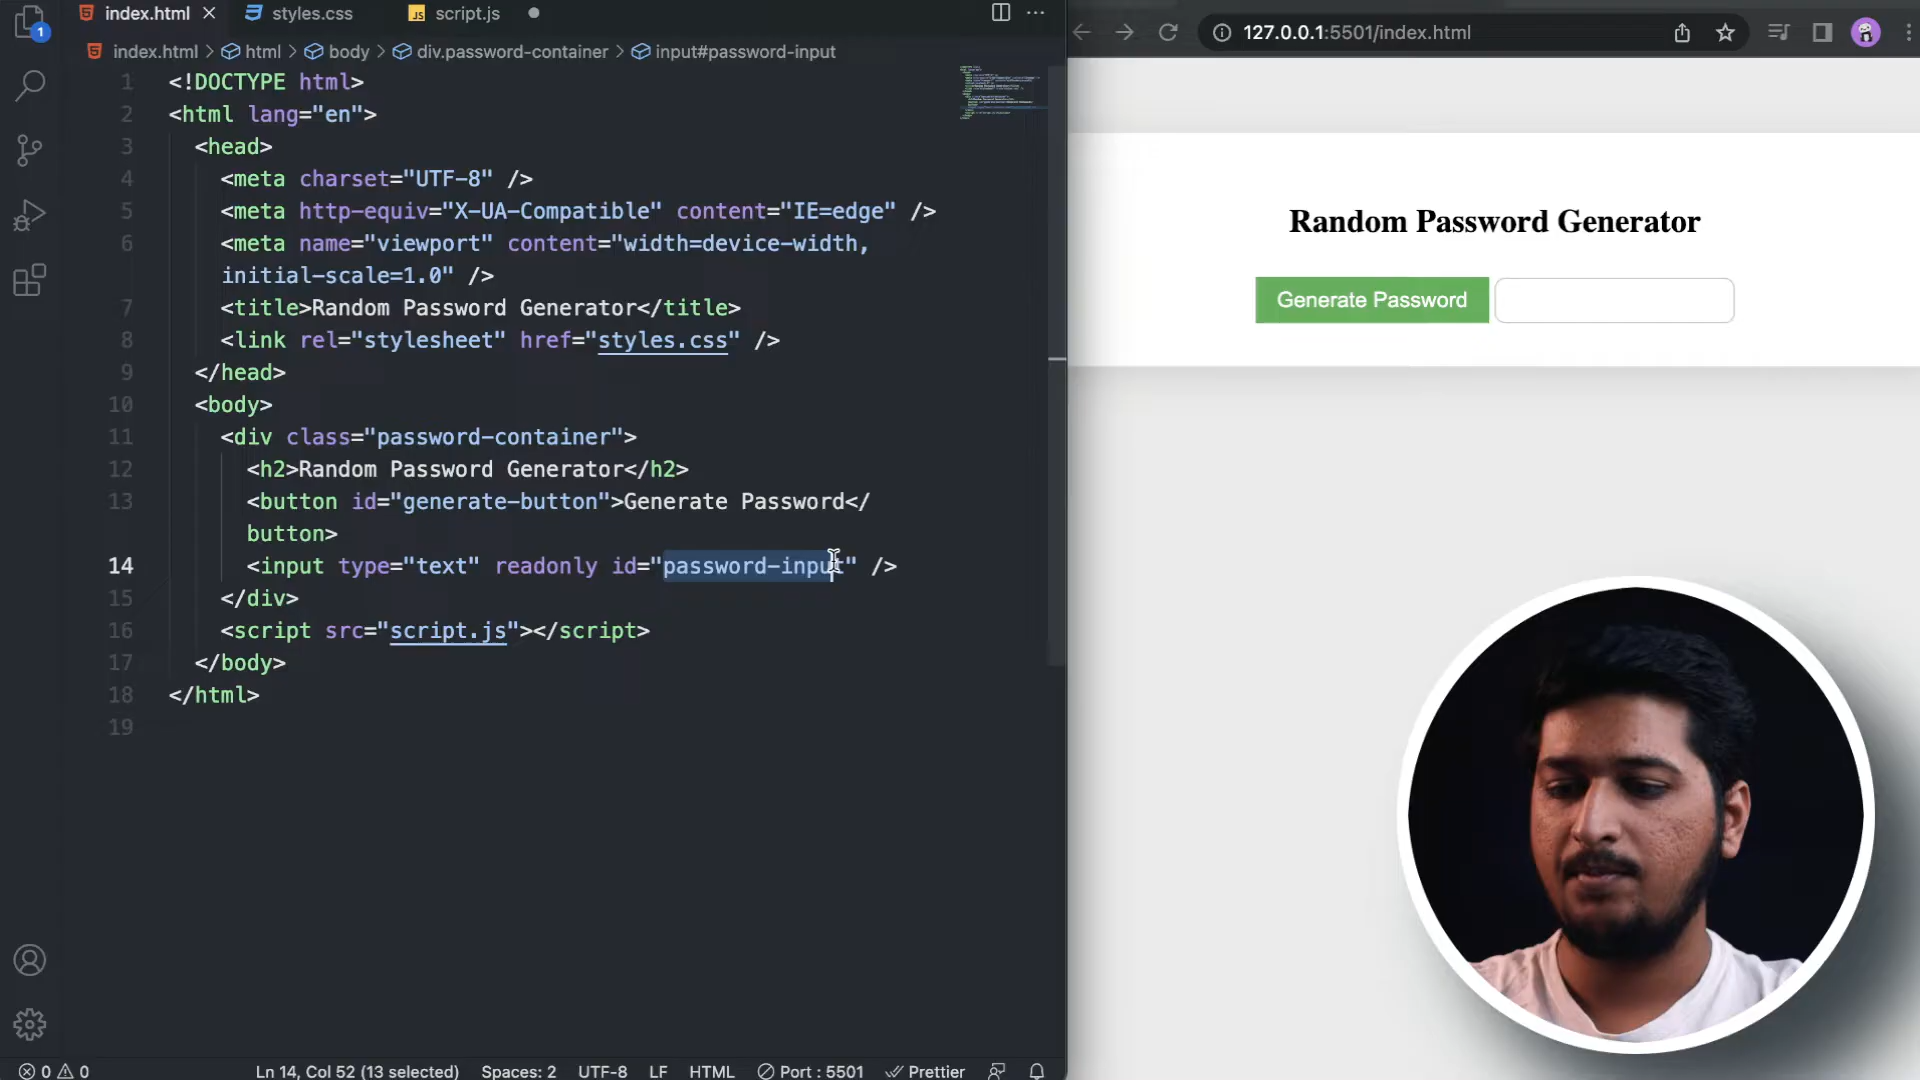 index.html
styles.css
JS script.js
1
index.html > html > body > div.password-container > input#password-input
1 <!DOCTYPE html>
2 <html lang="en">
3 <head>
4 <meta charset="UTF-8" />
5 <meta http-equiv="X-UA-Compatible" content="IE=edge" />
6 <meta name="viewport" content="width=device-width,
initial-scale=1.0" />
7 <title>Random Password Generator</title>
8 <link rel="stylesheet" href="styles.css" />
9 </head>
10 <body>
11 <div class="password-container">
12 <h2>Random Password Generator</h2>
13 <button id="generate-button">Generate Password</
button>
14 <input type="text" readonly id="password-input" />
15 </div>
16 <script src="script.js"></script>
17 </body>
18 </html>
19
0 0
Ln 14, Col 52 (13 selected)
Spaces: 2
UTF-8
LF
HTML
Port : 5501
Prettier
127.0.0.1:5501/index.html
Random Password Generator
Generate Password